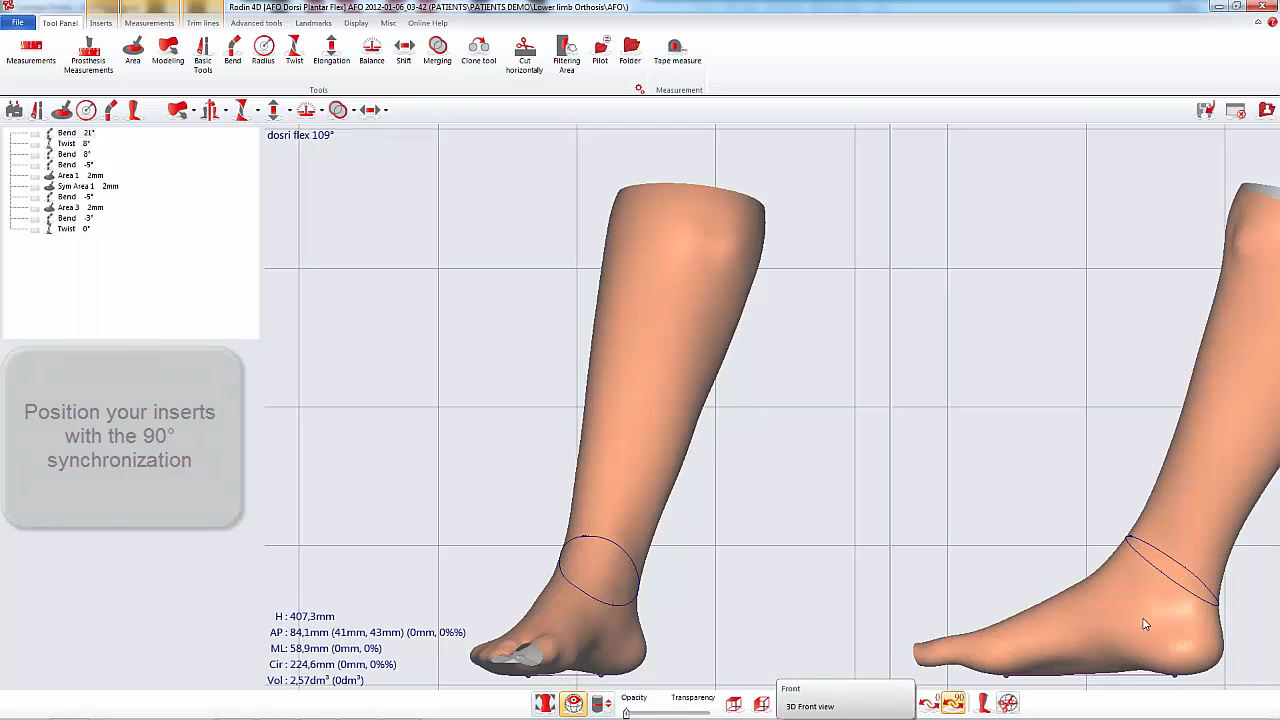 Rodin 4D [AFO Dorsi Plantar Flex] AFO 2012-01-06_03-42 (PATIENTS\PATIENTS DEMO\Lower limb Orthosis\AFO\)
File Tool Panel Inserts Measurements Trim lines Advanced tools Landmarks Display Misc Online Help
Measurements Prosthesis Measurements Area Modeling Basic Tools Bend Radius Twist Elongation Balance Shift Merging Clone tool Cut horizontally Filtering Area Pilot Folder Tape measure
Tools Measurement
Bend 21°
Twist 8°
Bend 8°
Bend -5°
Area 1 2mm
Sym Area 1 2mm
Bend -5°
Area 3 2mm
Bend -3°
Twist 0°
dosri flex 109°
Position your inserts
with the 90°
synchronization
H : 407,3mm
AP : 84,1mm (41mm, 43mm) (0mm, 0%%)
ML: 58,9mm (0mm, 0%)
Cir : 224,6mm (0mm, 0%%)
Vol : 2,57dm³ (0dm³)
Opacity Transparency
Front
3D Front view
90